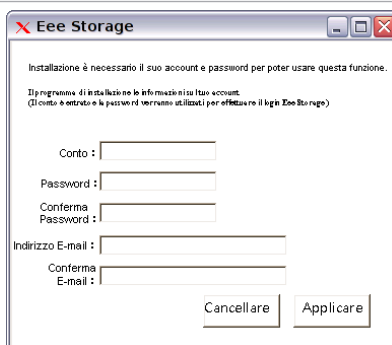 Eee Storage
Installazione è necessario il suo account e password per poter usare questa funzione.
Il programma di installazione le informazioni su l tuo account
(Il conto è entrato e la password verranno utilizzati per effettuare il login Eee Storage)
Conto :
Password :
Conferma
Password :
Indirizzo E-mail :
Conferma
E-mail :
Cancellare
Applicare